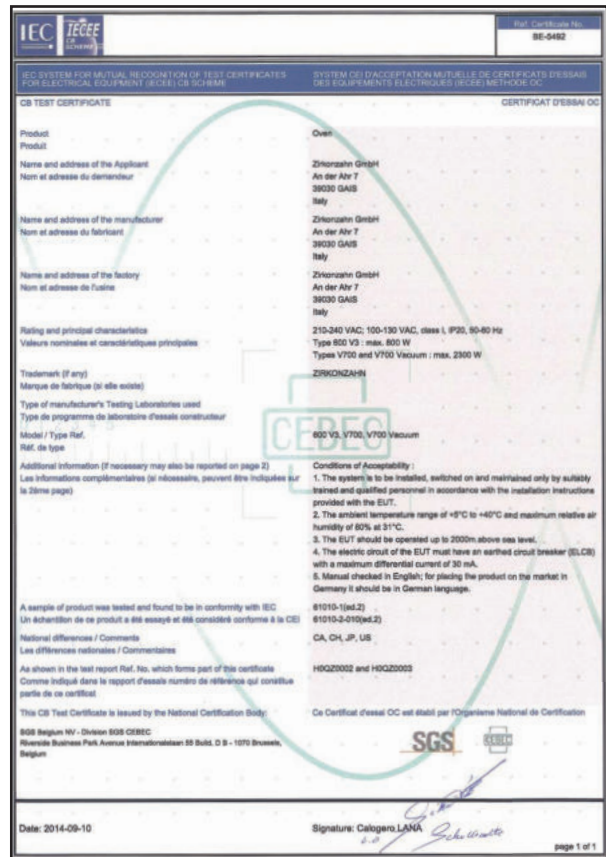 IEC IECEE CB SCHEME
Ref. Certificate No.
BE-5492
IEC SYSTEM FOR MUTUAL RECOGNITION OF TEST CERTIFICATES
FOR ELECTRICAL EQUIPMENT (IECEE) CB SCHEME
SYSTEM CEI D'ACCEPTATION MUTUELLE DE CERTIFICATS D'ESSAIS
DES EQUIPEMENTS ELECTRIQUES (IECEE) METHODE OC
CB TEST CERTIFICATE
CERTIFICAT D'ESSAI OC
Product
Produit
Oven
Name and address of the Applicant
Nom et adresse du demandeur
Zirkonzahn GmbH
An der Ahr 7
39030 GAIS
Italy
Name and address of the manufacturer
Nom et adresse du fabricant
Zirkonzahn GmbH
An der Ahr 7
39030 GAIS
Italy
Name and address of the factory
Nom et adresse de l'usine
Zirkonzahn GmbH
An der Ahr 7
39030 GAIS
Italy
Rating and principal characteristics
Valeurs nominales et caractéristiques principales
210-240 VAC; 100-130 VAC, class I, IP20, 50-60 Hz
Type 600 V3 : max. 800 W
Types V700 and V700 Vacuum : max. 2300 W
Trademark (if any)
Marque de fabrique (si elle existe)
ZIRKONZAHN
Type of manufacturer's Testing Laboratories used
Type de programme de laboratoire d'essais constructeur
CEBEC
Model / Type Ref.
Réf. de type
600 V3, V700, V700 Vacuum
Additional information (if necessary may also be reported on page 2)
Les informations complémentaires (si nécessaire, peuvent être indiquées sur
la 2ème page)
Conditions of Acceptability :
1. The system is to be installed, switched on and maintained only by suitably
trained and qualified personnel in accordance with the installation instructions
provided with the EUT.
2. The ambient temperature range of +5°C to +40°C and maximum relative air
humidity of 80% at 31°C.
3. The EUT should be operated up to 2000m above sea level.
4. The electric circuit of the EUT must have an earthed circuit breaker (ELCB)
with a maximum differential current of 30 mA.
5. Manual checked in English; for placing the product on the market in
Germany it should be in German language.
A sample of product was tested and found to be in conformity with IEC
Un échantillon de ce produit a été essayé et été considéré conforme à la CEI
61010-1(ed.2)
61010-2-010(ed.2)
National differences / Comments
Les différences nationales / Commentaires
CA, CH, JP, US
As shown in the test report Ref. No. which forms part of this certificate
Comme indiqué dans le rapport d'essais numéro de référence qui constitue
partie de ce certificat
H0QZ0002 and H0QZ0003
This CB Test Certificate is issued by the National Certification Body:
Ce Certificat d'essai OC est établi par l'Organisme National de Certification
SGS Belgium NV - Division SGS CEBEC
Riverside Business Park Avenue Internationalelaan 55 Build. D B - 1070 Brussels,
Belgium
SGS CEBEC
Date: 2014-09-10
Signature: Calogero LANA
page 1 of 1